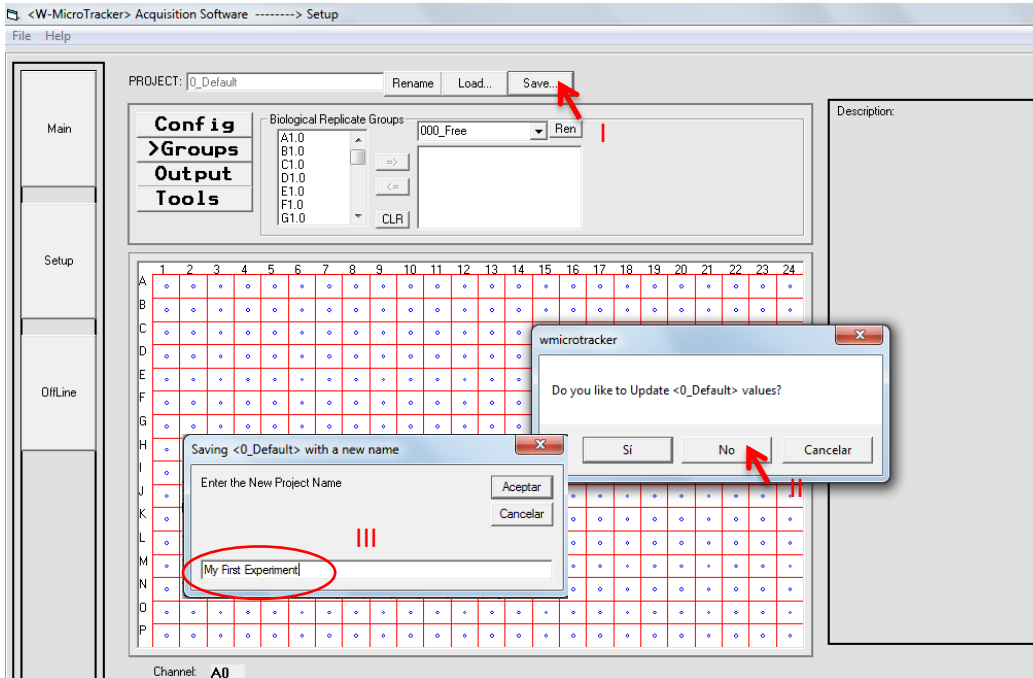 <W-MicroTracker> Acquisition Software --------> Setup
File Help
PROJECT: 0_Default Rename Load... Save...
I
Main
Setup
OffLine
Config
>Groups
Output
Tools
Biological Replicate Groups
A1.0
B1.0
C1.0
D1.0
E1.0
F1.0
G1.0
=>
<=
CLR
000_Free Ren
Description:
1 2 3 4 5 6 7 8 9 10 11 12 13 14 15 16 17 18 19 20 21 22 23 24
A
B
C
D
E
F
G
H
I
J
K
L
M
N
O
P
wmicrotracker
Do you like to Update <0_Default> values?
Sí No Cancelar
II
Saving <0_Default> with a new name
Enter the New Project Name
Aceptar
Cancelar
III
My First Experiment
Channel: A0